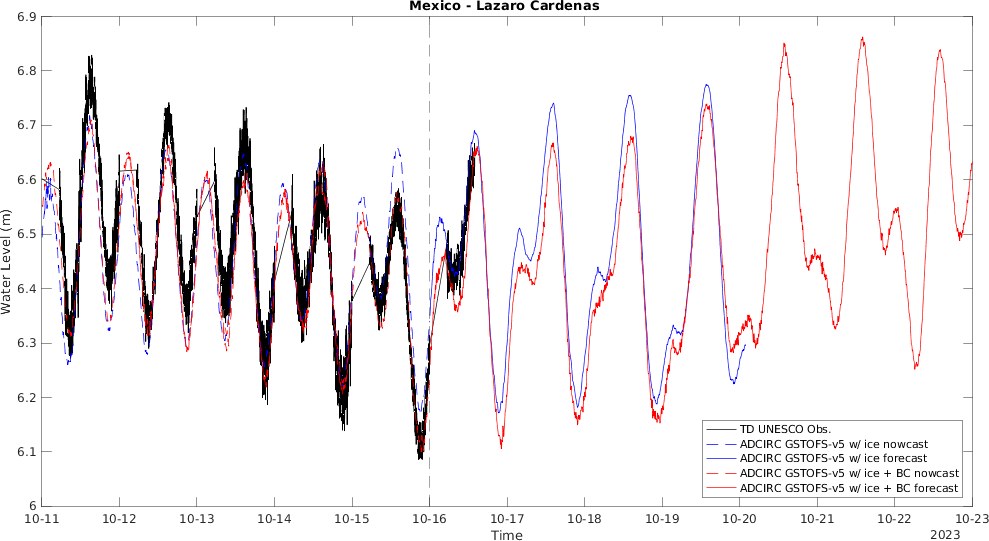 Mexico - Lazaro Cardenas
6.9
6.8
6.7
6.6
6.5
6.4
6.3
6.2
6.1
6
Water Level (m)
TD UNESCO Obs.
ADCIRC GSTOFS-v5 w/ ice nowcast
ADCIRC GSTOFS-v5 w/ ice forecast
ADCIRC GSTOFS-v5 w/ ice + BC nowcast
ADCIRC GSTOFS-v5 w/ ice + BC forecast
10-11 10-12 10-13 10-14 10-15 10-16 10-17 10-18 10-19 10-20 10-21 10-22 10-23
Time
2023